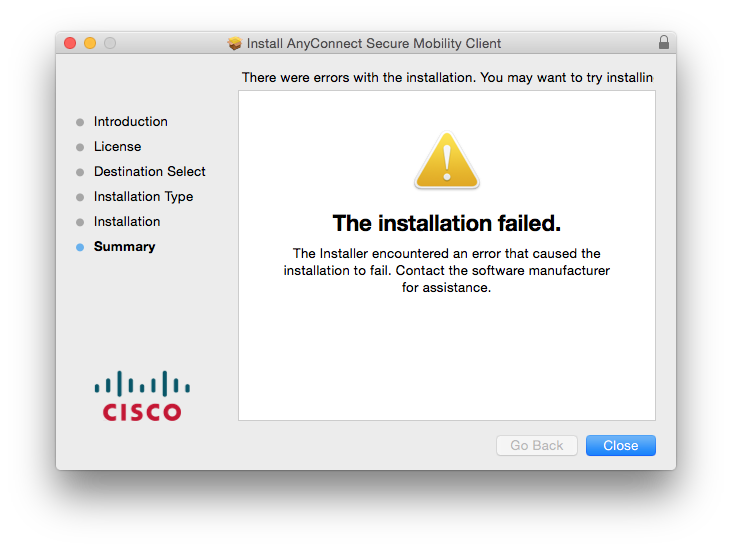 Install AnyConnect Secure Mobility Client
There were errors with the installation. You may want to try installin
Introduction
License
Destination Select
Installation Type
Installation
Summary
The installation failed.
The Installer encountered an error that caused the
installation to fail. Contact the software manufacturer
for assistance.
CISCO
Go Back
Close